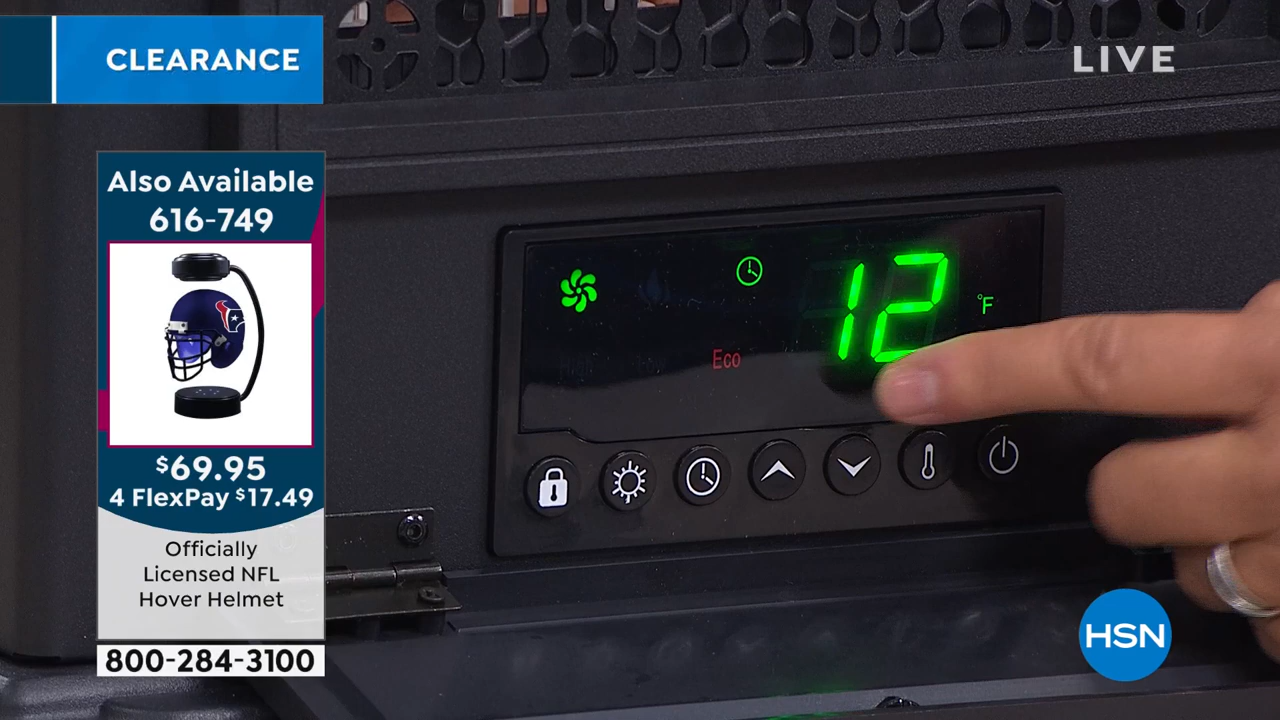 CLEARANCE
LIVE
Also Available
616-749
$69.95
4 FlexPay $17.49
Officially
Licensed NFL
Hover Helmet
800-284-3100
12 °F
Eco
HSN